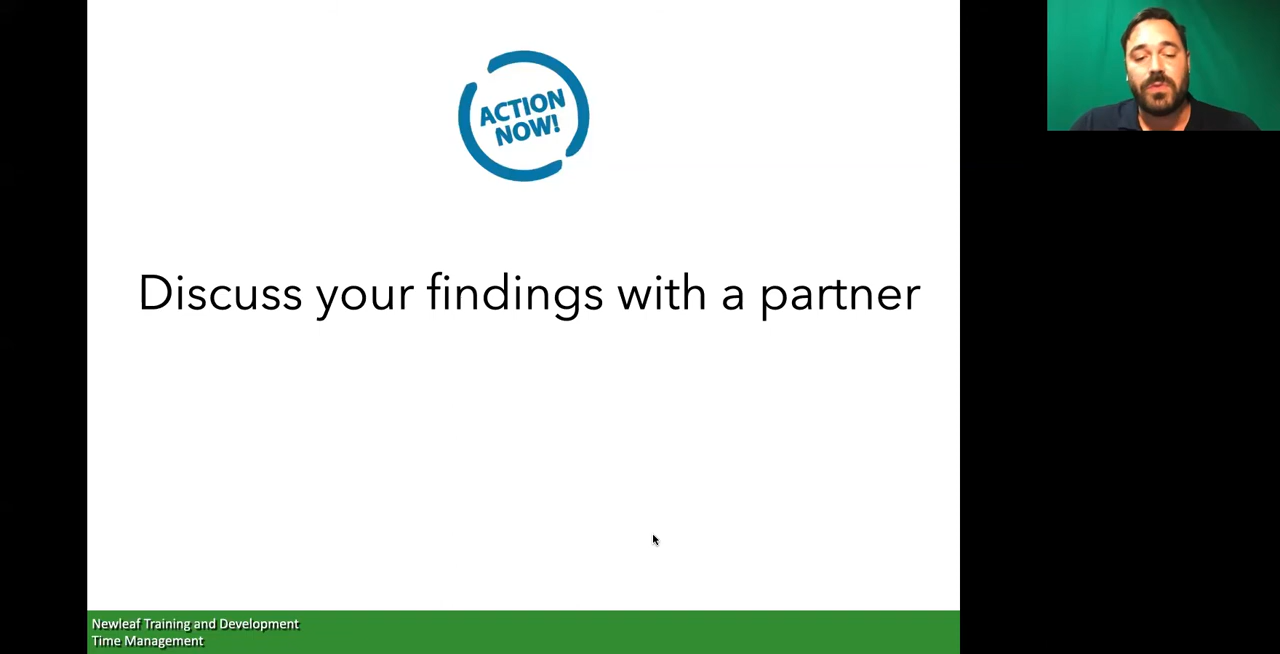 ACTION
NOW!
Discuss your findings with a partner
Newleaf Training and Development
Time Management